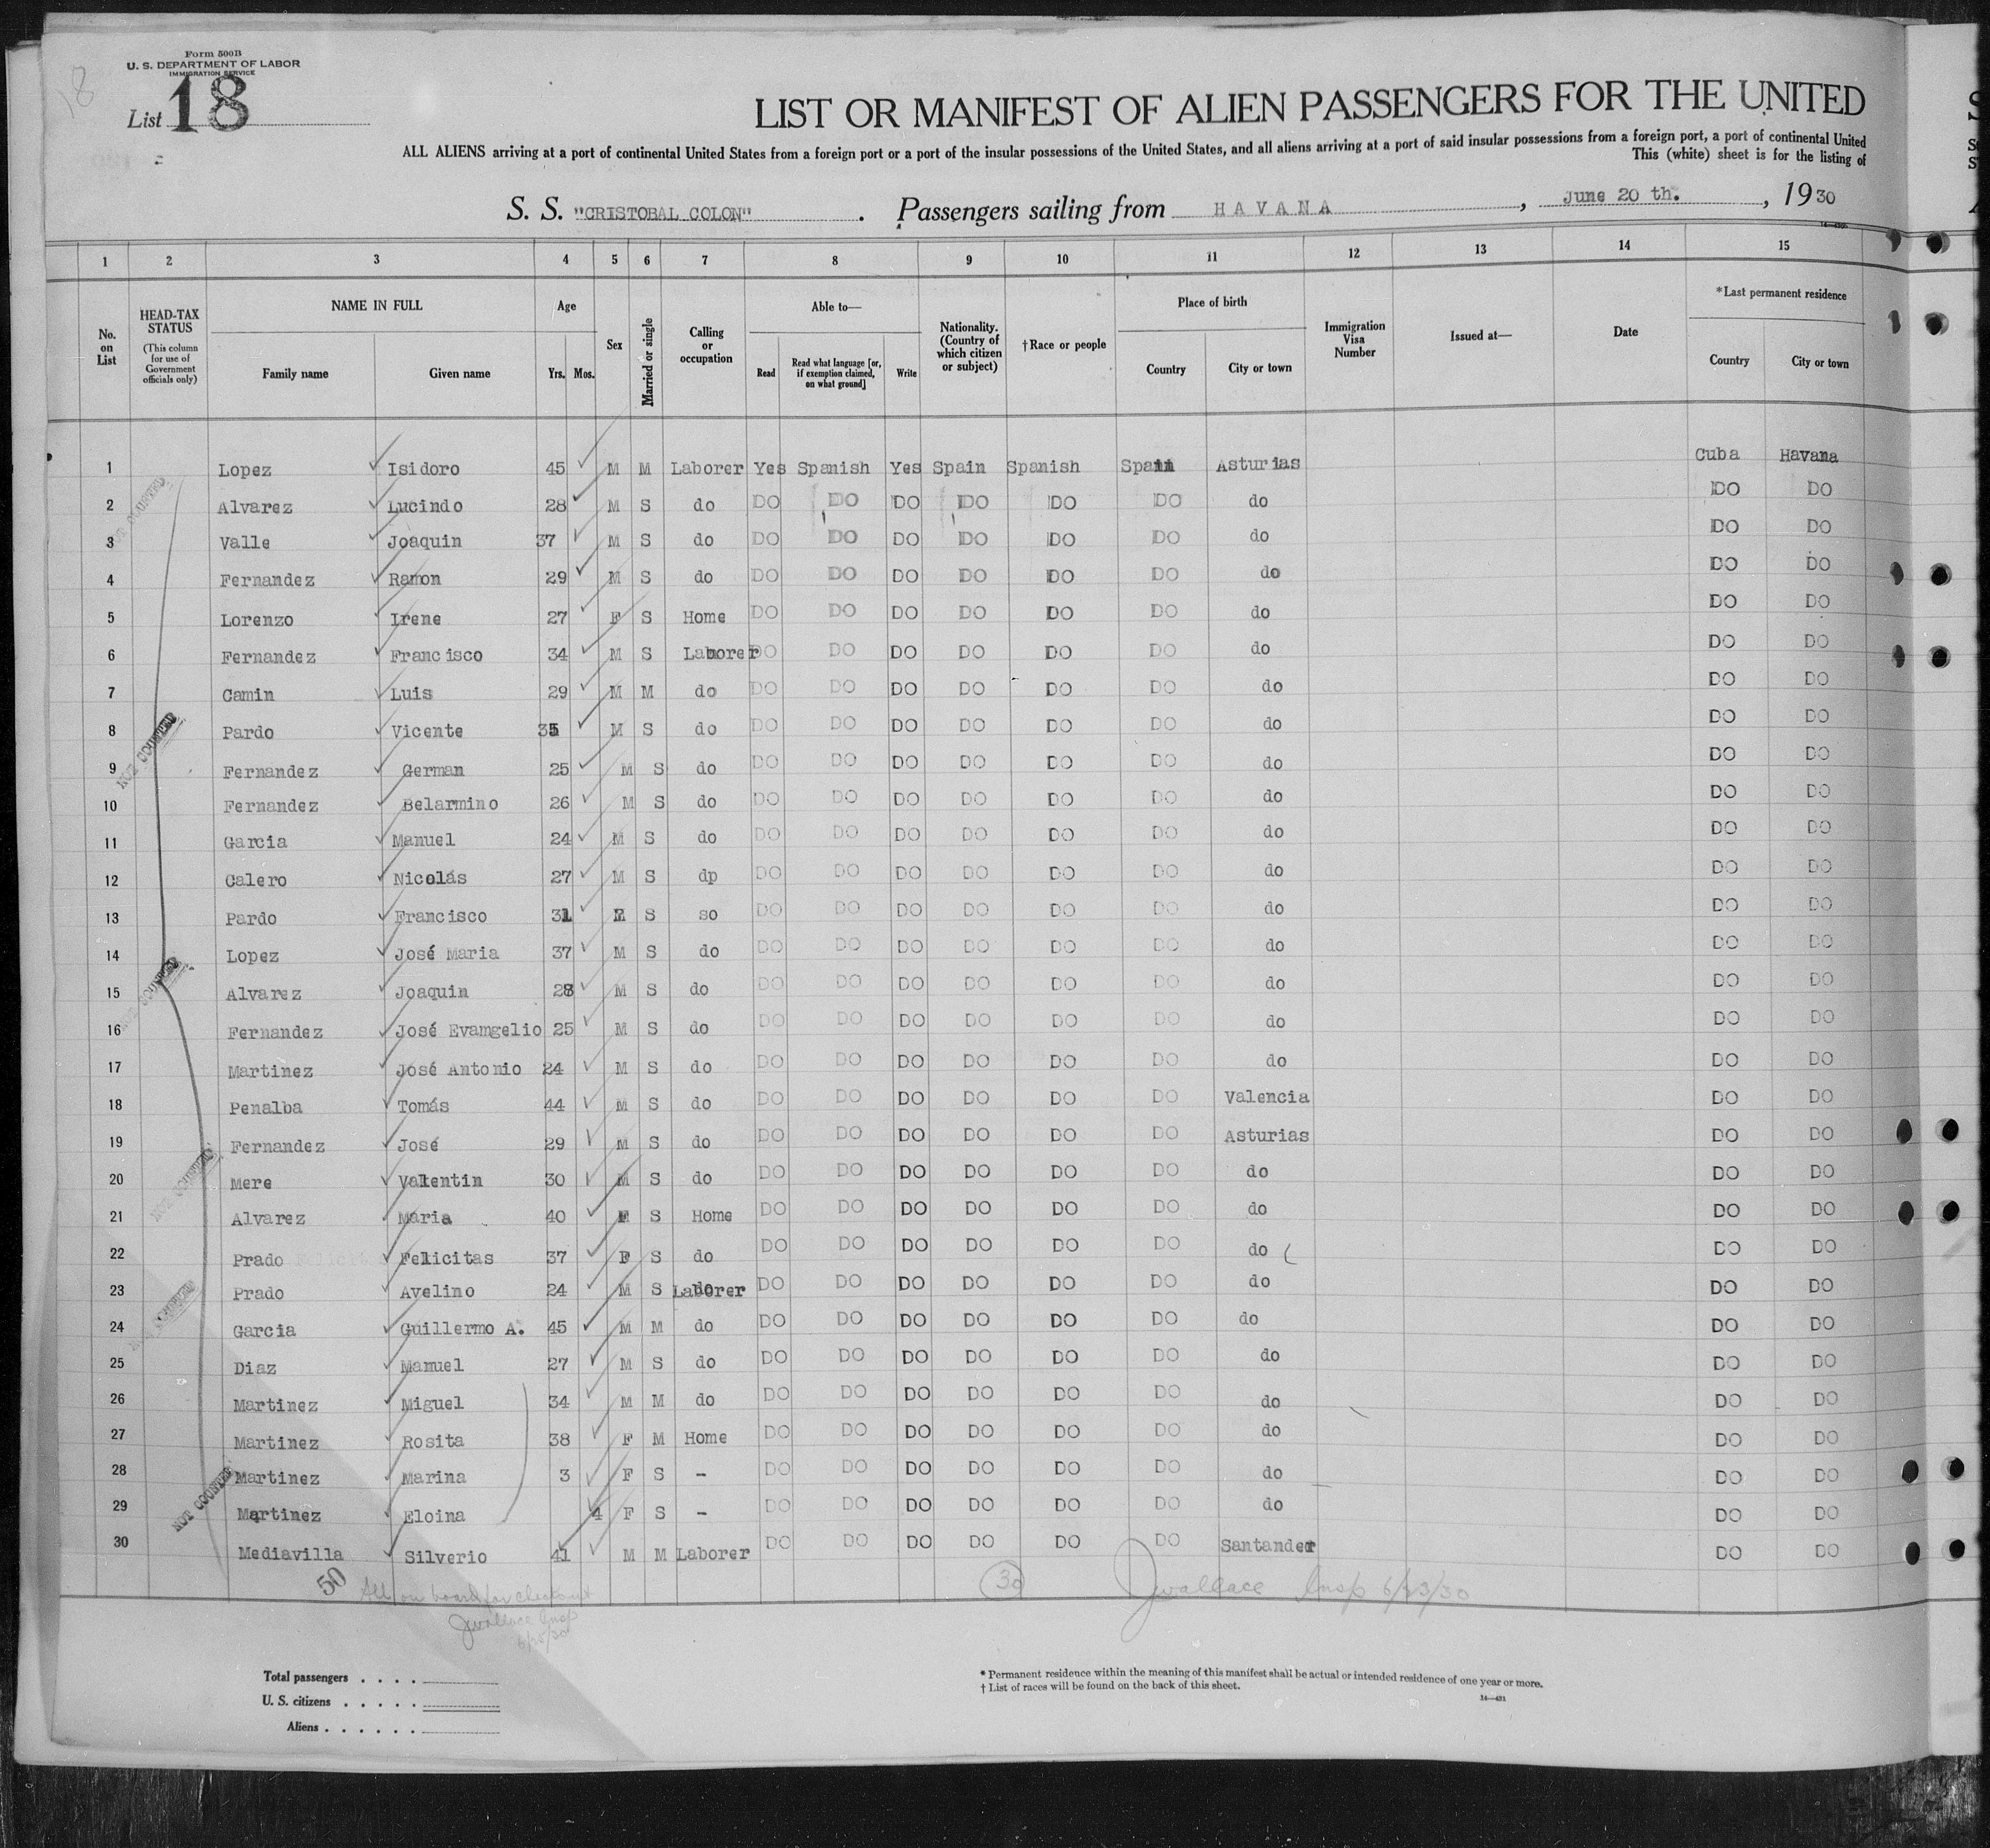 Form 500B
U. S. DEPARTMENT OF LABOR
IMMIGRATION SERVICE
18
List 18
LIST OR MANIFEST OF ALIEN PASSENGERS FOR THE UNITED
ALL ALIENS arriving at a port of continental United States from a foreign port or a port of the insular possessions of the United States, and all aliens arriving at a port of said insular possessions from a foreign port, a port of continental United
This (white) sheet is for the listing of
S. S. "CRISTOBAL COLON" . Passengers sailing from HAVANA , June 20 th. , 1930
1 2 3 4 5 6 7 8 9 10 11 12 13 14 15
No. on List
HEAD-TAX STATUS (This column for use of Government officials only)
NAME IN FULL Family name Given name
Age Yrs. Mos.
Sex
Married or single
Calling or occupation
Able to— Read Read what language [or, if exemption claimed, on what ground] Write
Nationality. (Country of which citizen or subject)
†Race or people
Place of birth Country City or town
Immigration Visa Number
Issued at—
Date
*Last permanent residence Country City or town
1 Lopez Isidoro 45 M M Laborer Yes Spanish Yes Spain Spanish Spain Asturias Cuba Havana
2 Alvarez Lucindo 28 M S do DO DO DO DO DO DO do DO DO
3 Valle Joaquin 37 M S do DO DO DO DO DO DO do DO DO
4 Fernandez Ramon 29 M S do DO DO DO DO DO DO do DO DO
5 Lorenzo Irene 27 F S Home DO DO DO DO DO DO do DO DO
6 Fernandez Francisco 34 M S Laborer DO DO DO DO DO DO do DO DO
7 Camin Luis 29 M M do DO DO DO DO DO DO do DO DO
8 Pardo Vicente M S do DO DO DO DO DO DO do DO DO
9 Fernandez German 25 M S do DO DO DO DO DO DO do DO DO
10 Fernandez Belarmino 26 M S do DO DO DO DO DO DO do DO DO
11 Garcia Manuel 24 M S do DO DO DO DO DO DO do DO DO
12 Calero Nicolás 27 M S dp DO DO DO DO DO DO do DO DO
13 Pardo Francisco 31 S so DO DO DO DO DO DO do DO DO
14 Lopez José Maria 37 M S do DO DO DO DO DO DO do DO DO
15 Alvarez Joaquin 28 M S do DO DO DO DO DO DO do DO DO
16 Fernandez José Evamgelio 25 M S do DO DO DO DO DO DO do DO DO
17 Martinez José Antonio 24 M S do DO DO DO DO DO DO do DO DO
18 Penalba Tomás 44 M S do DO DO DO DO DO DO Valencia DO DO
19 Fernandez José 29 M S do DO DO DO DO DO DO Asturias DO DO
20 Mere Valentin 30 M S do DO DO DO DO DO DO do DO DO
21 Alvarez Maria 40 F S Home DO DO DO DO DO DO do DO DO
22 Prado Felicitas 37 F S do DO DO DO DO DO DO do DO DO
23 Prado Avelino 24 M S Laborer DO DO DO DO DO DO do DO DO
24 Garcia Guillermo A. 45 M M do DO DO DO DO DO DO do DO DO
25 Diaz Manuel 27 M S do DO DO DO DO DO DO do DO DO
26 Martinez Miguel 34 M M do DO DO DO DO DO DO do DO DO
27 Martinez Rosita 38 F M Home DO DO DO DO DO DO do DO DO
28 Martinez Marina 3 F S - DO DO DO DO DO DO do DO DO
29 Martinez Eloina 4 F S - DO DO DO DO DO DO do DO DO
30 Mediavilla Silverio 41 M M Laborer DO DO DO DO DO DO Santander DO DO
NOT COUNTED
NOT COUNTED
NOT COUNTED
NOT COUNTED
NOT COUNTED
NOT COUNTED
50 All on board for checkout 30 JWallace Insp 6/23/30
JWallace Insp
6/25/30
Total passengers . . . .
U. S. citizens . . . . .
Aliens . . . . . .
* Permanent residence within the meaning of this manifest shall be actual or intended residence of one year or more.
† List of races will be found on the back of this sheet.
14—421